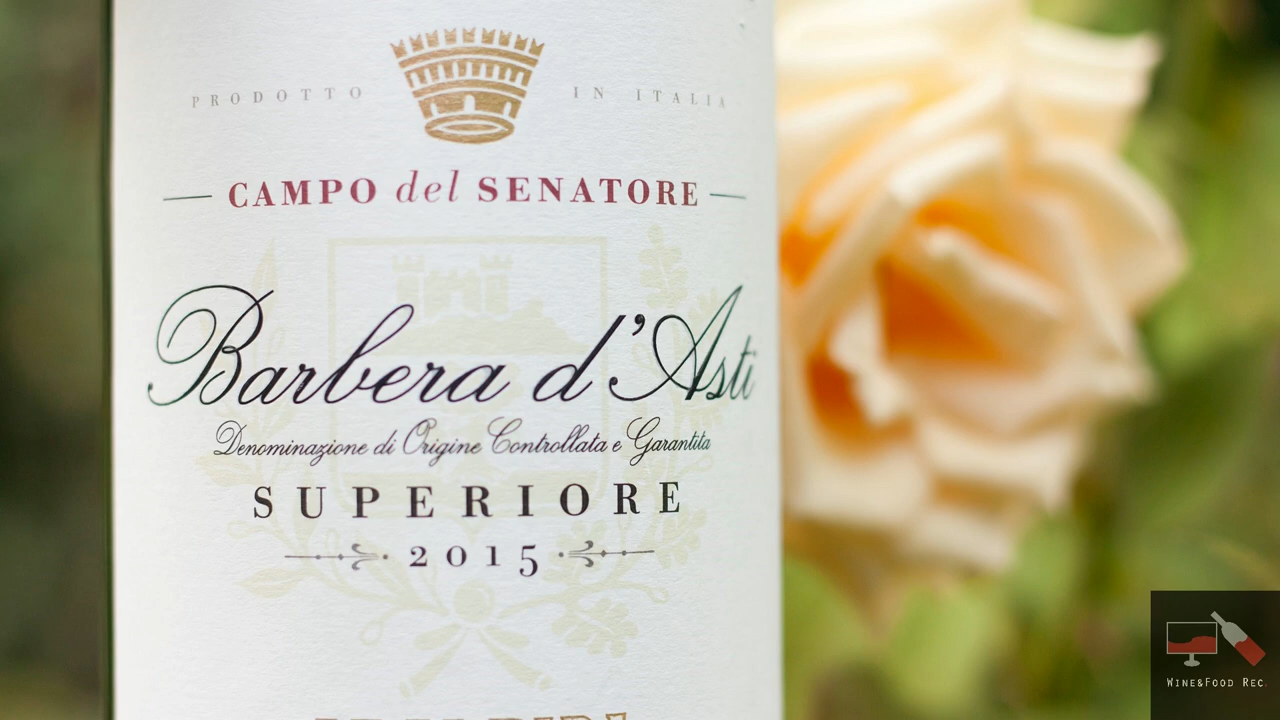 PRODOTTO IN ITALIA
CAMPO del SENATORE
Barbera d'Asti
Denominazione di Origine Controllata e Garantita
SUPERIORE
2015
WINE&FOOD REC.